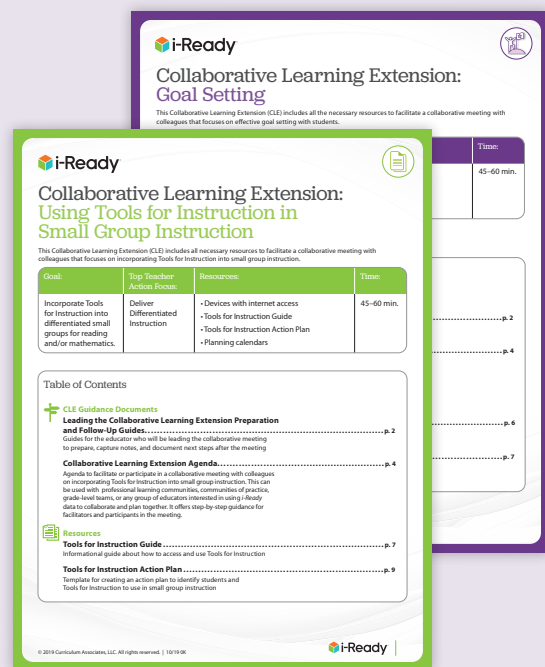 i-Ready
Collaborative Learning Extension:
Goal Setting
This Collaborative Learning Extension (CLE) includes all the necessary resources to facilitate a collaborative meeting with
colleagues that focuses on effective goal setting with students.
Time:
45–60 min.
p. 2
p. 4
p. 6
p. 7
i-Ready
Collaborative Learning Extension:
Using Tools for Instruction in
Small Group Instruction
This Collaborative Learning Extension (CLE) includes all necessary resources to facilitate a collaborative meeting with
colleagues that focuses on incorporating Tools for Instruction into small group instruction.
Goal:
Incorporate Tools
for Instruction into
differentiated small
groups for reading
and/or mathematics.
Top Teacher
Action Focus:
Deliver
Differentiated
Instruction
Resources:
• Devices with internet access
• Tools for Instruction Guide
• Tools for Instruction Action Plan
• Planning calendars
Time:
45–60 min.
Table of Contents
CLE Guidance Documents
Leading the Collaborative Learning Extension Preparation
and Follow-Up Guides p. 2
Guides for the educator who will be leading the collaborative meeting
to prepare, capture notes, and document next steps after the meeting
Collaborative Learning Extension Agenda p. 4
Agenda to facilitate or participate in a collaborative meeting with colleagues
on incorporating Tools for Instruction into small group instruction. This can
be used with professional learning communities, communities of practice,
grade-level teams, or any group of educators interested in using i-Ready
data to collaborate and plan together. It offers step-by-step guidance for
facilitators and participants in the meeting.
Resources
Tools for Instruction Guide p. 7
Informational guide about how to access and use Tools for Instruction
Tools for Instruction Action Plan p. 9
Template for creating an action plan to identify students and
Tools for Instruction to use in small group instruction
© 2019 Curriculum Associates, LLC. All rights reserved. | 10/19 0K
i-Ready